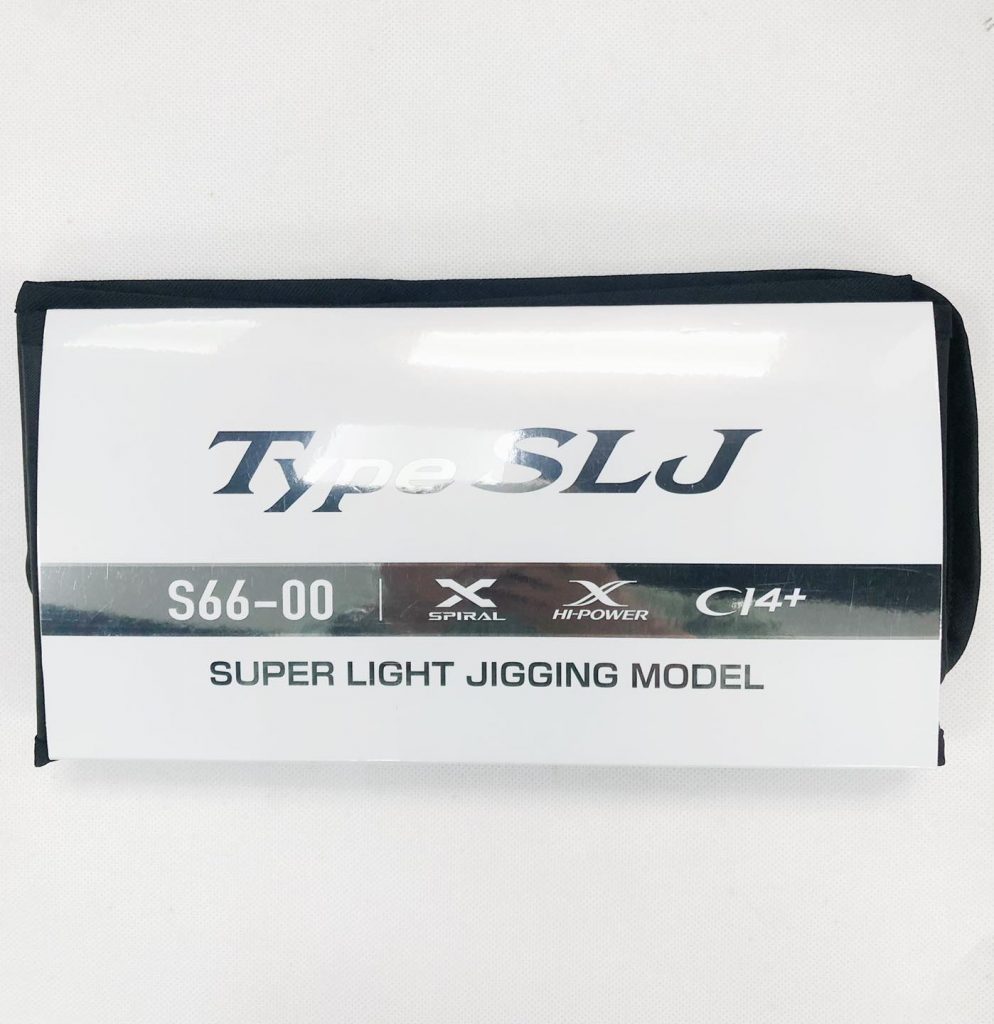 Type SLJ
S66-00 | X SPIRAL X HI-POWER CI4+
SUPER LIGHT JIGGING MODEL